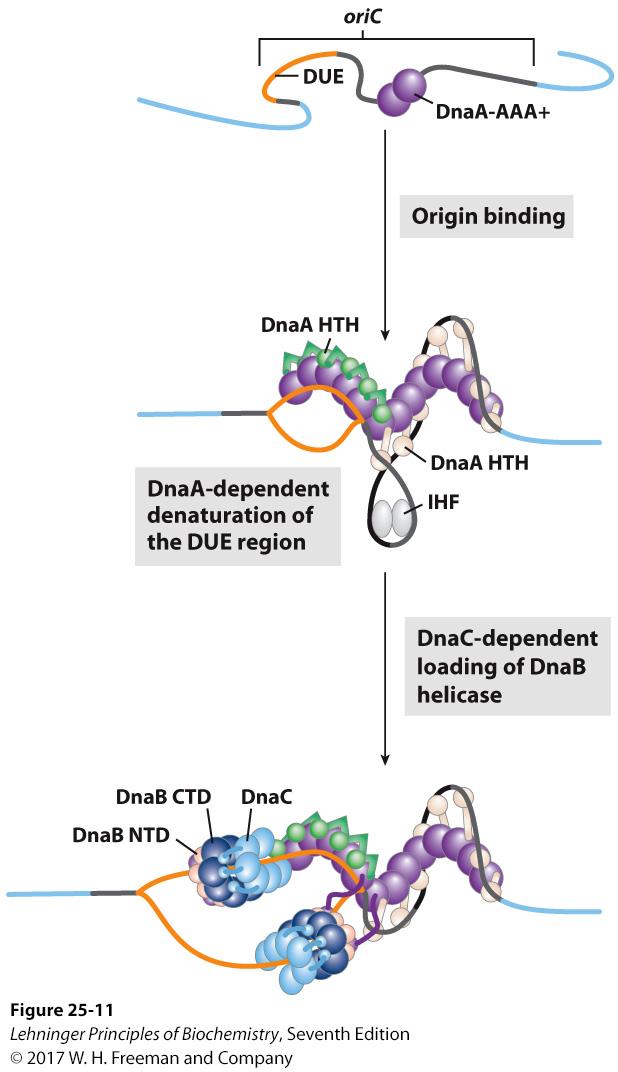 oriC
DUE
DnaA-AAA+
Origin binding
DnaA HTH
DnaA HTH
IHF
DnaA-dependent
denaturation of
the DUE region
DnaC-dependent
loading of DnaB
helicase
DnaB CTD
DnaC
DnaB NTD
Figure 25-11
Lehninger Principles of Biochemistry, Seventh Edition
© 2017 W. H. Freeman and Company